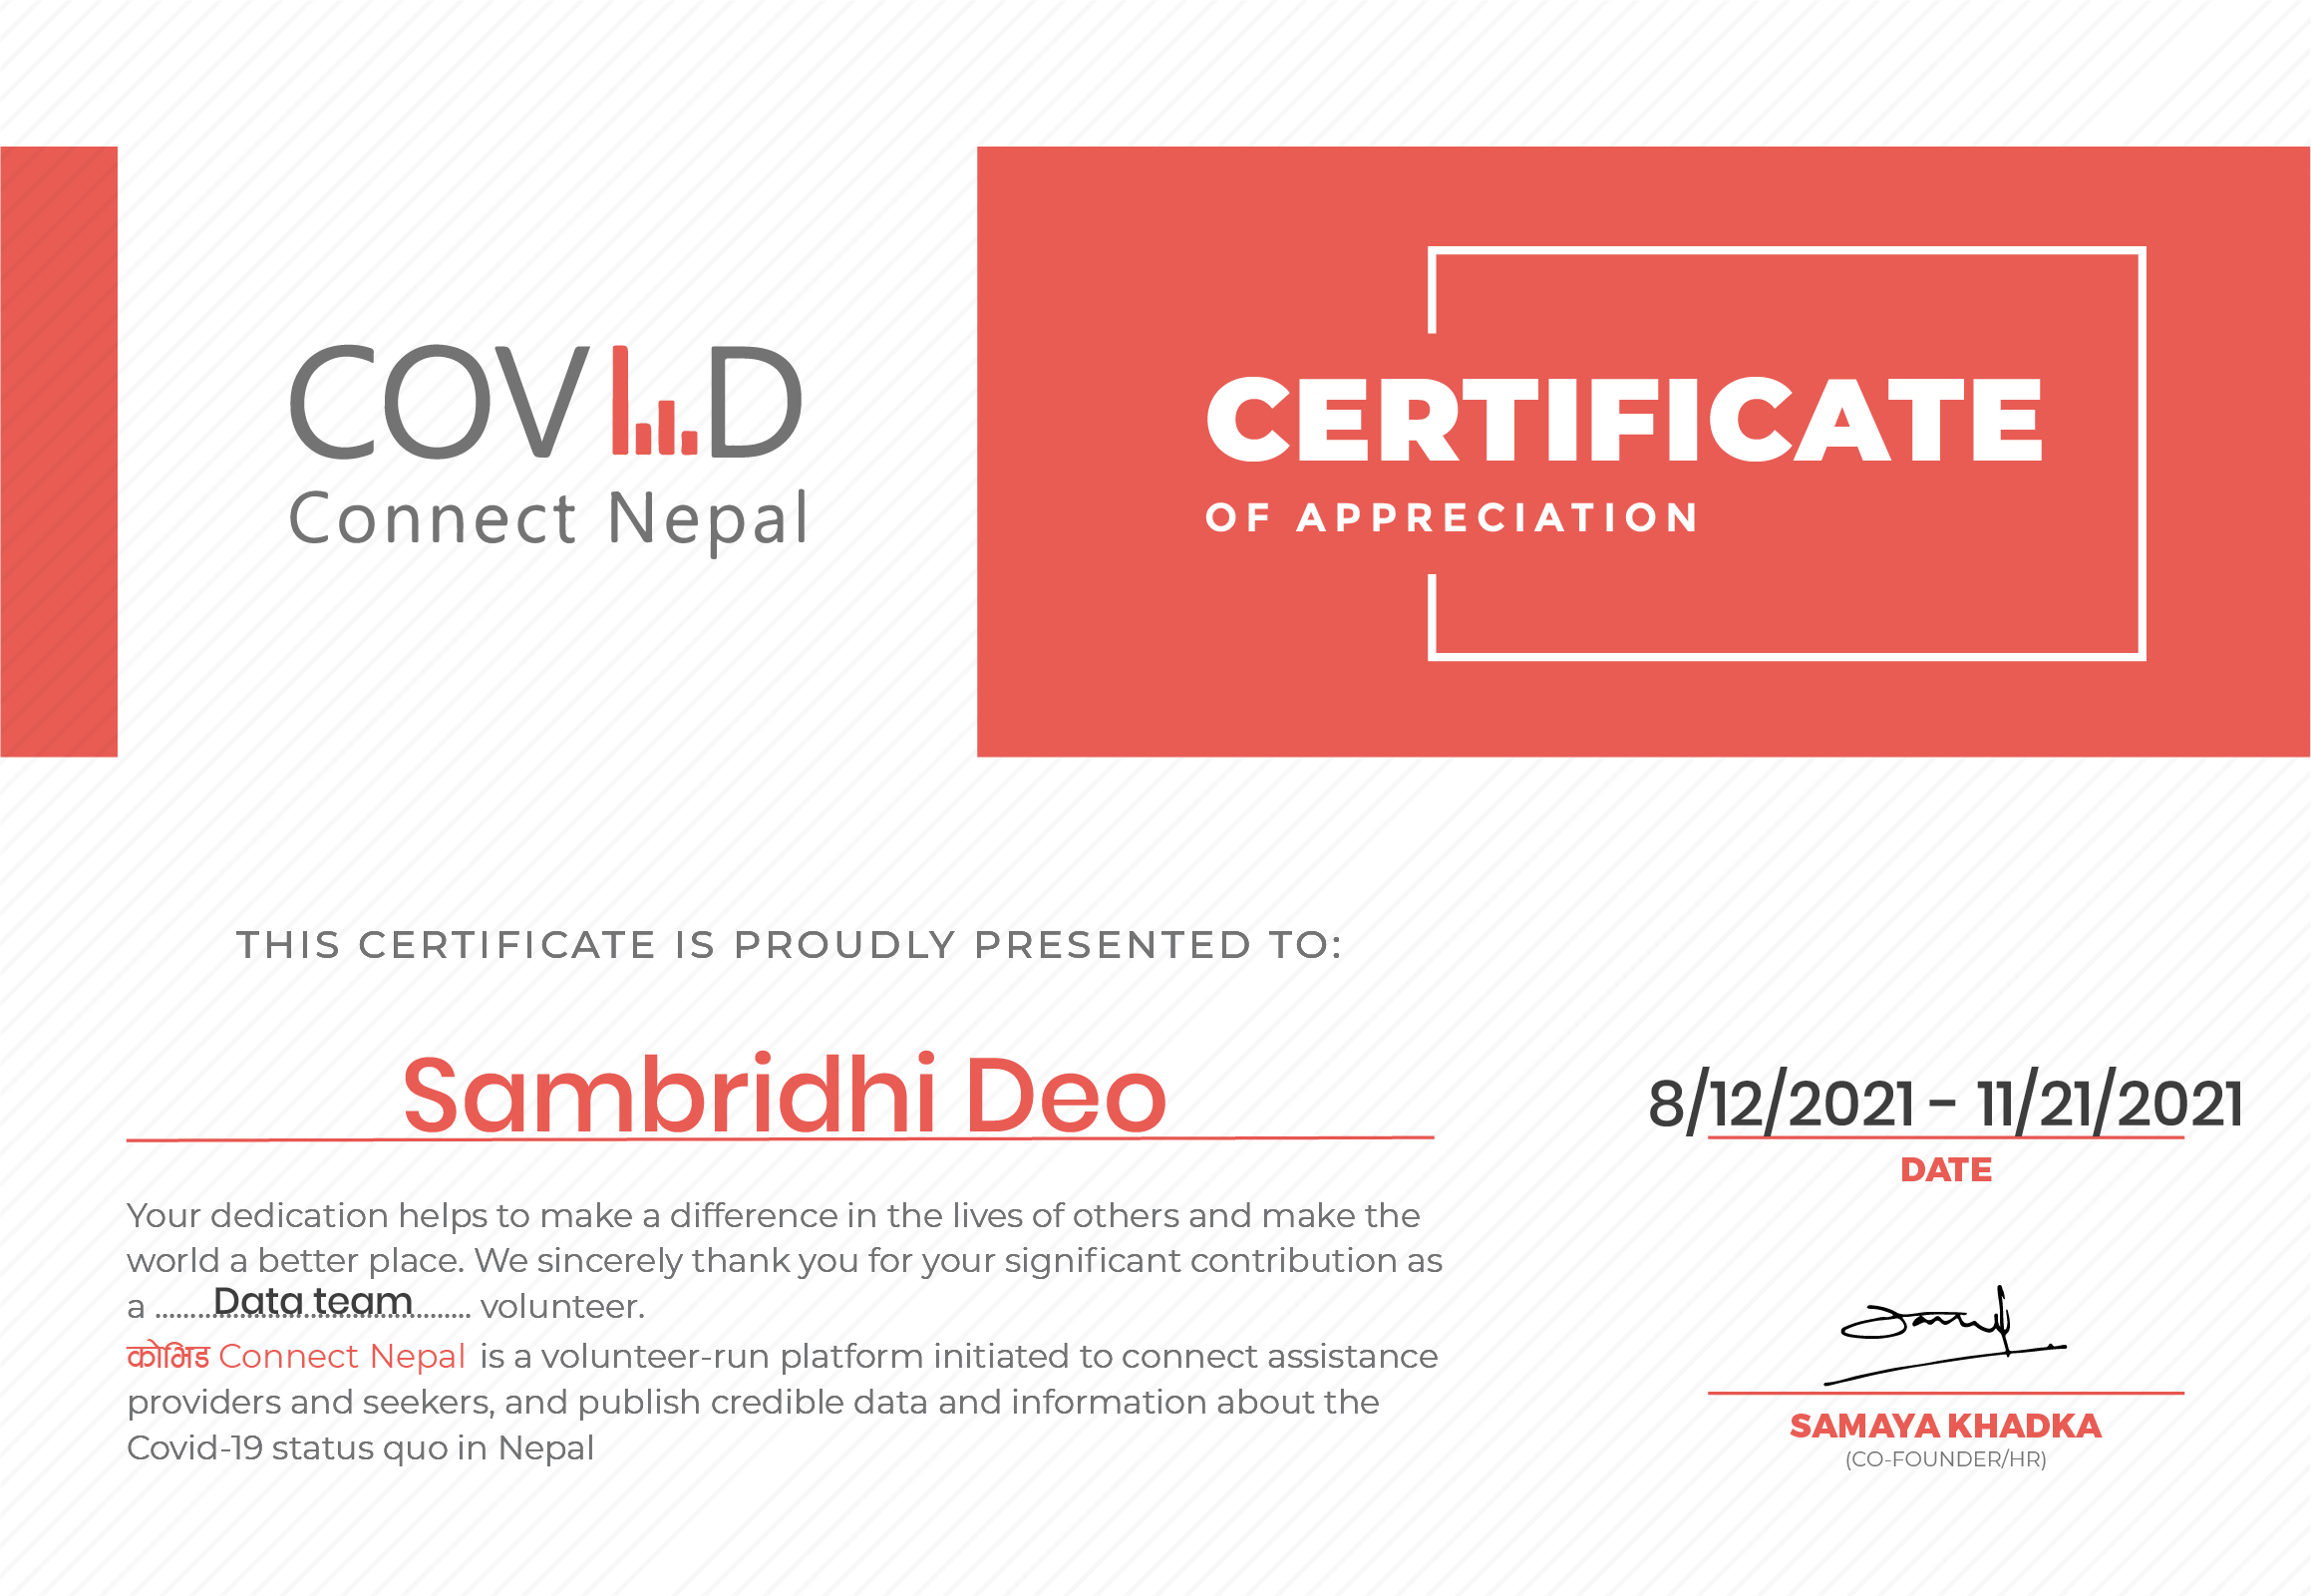 COVID
Connect Nepal
CERTIFICATE
OF APPRECIATION
THIS CERTIFICATE IS PROUDLY PRESENTED TO:
Sambridhi Deo
Your dedication helps to make a difference in the lives of others and make the
world a better place. We sincerely thank you for your significant contribution as
a ......Data team...... volunteer.
कोभिड Connect Nepal is a volunteer-run platform initiated to connect assistance
providers and seekers, and publish credible data and information about the
Covid-19 status quo in Nepal
8/12/2021 - 11/21/2021
DATE
SAMAYA KHADKA
(CO-FOUNDER/HR)